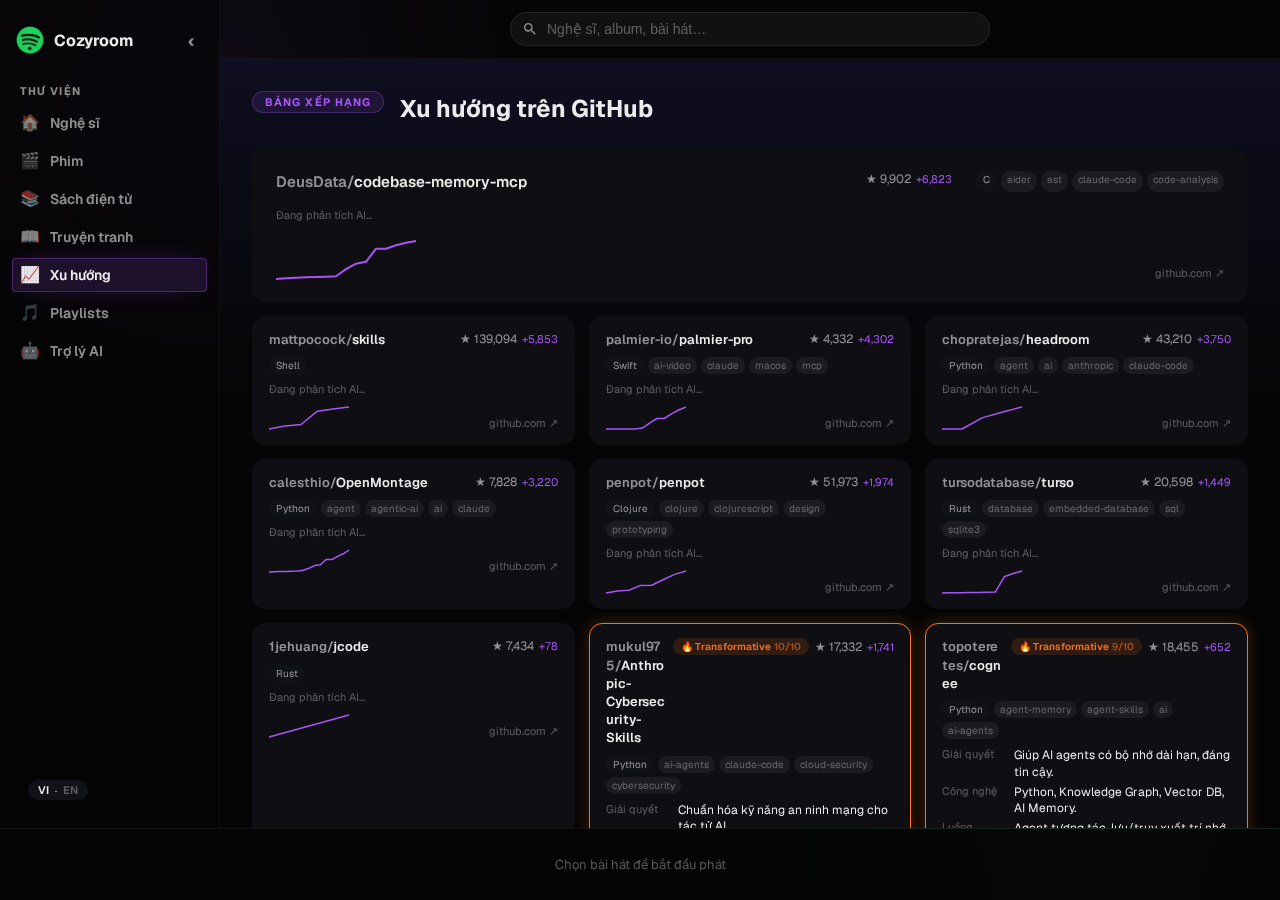 Cozyroom
‹
Nghệ sĩ, album, bài hát…
THƯ VIỆN
Nghệ sĩ
Phim
Sách điện tử
Truyện tranh
Xu hướng
Playlists
Trợ lý AI
VI · EN
BẢNG XẾP HẠNG
Xu hướng trên GitHub
DeusData/codebase-memory-mcp
★ 9,902 +6,823
C aider ast claude-code code-analysis
Đang phân tích AI…
github.com ↗
mattpocock/skills
★ 139,094 +5,853
Shell
Đang phân tích AI…
github.com ↗
palmier-io/palmier-pro
★ 4,332 +4,302
Swift ai-video claude macos mcp
Đang phân tích AI…
github.com ↗
chopratejas/headroom
★ 43,210 +3,750
Python agent ai anthropic claude-code
Đang phân tích AI…
github.com ↗
calesthio/OpenMontage
★ 7,828 +3,220
Python agent agentic-ai ai claude
Đang phân tích AI…
github.com ↗
penpot/penpot
★ 51,973 +1,974
Clojure clojure clojurescript design
prototyping
Đang phân tích AI…
github.com ↗
tursodatabase/turso
★ 20,598 +1,449
Rust database embedded-database sql
sqlite3
Đang phân tích AI…
github.com ↗
1jehuang/jcode
★ 7,434 +78
Rust
Đang phân tích AI…
github.com ↗
mukul97
5/Anthro
pic-
Cybersec
urity-
Skills
Transformative 10/10
★ 17,332 +1,741
Python ai-agents claude-code cloud-security
cybersecurity
Giải quyết Chuẩn hóa kỹ năng an ninh mạng cho
tác tử AI.
topotere
tes/cogn
ee
Transformative 9/10
★ 18,455 +652
Python agent-memory agent-skills ai
ai-agents
Giải quyết Giúp AI agents có bộ nhớ dài hạn, đáng
tin cậy.
Công nghệ Python, Knowledge Graph, Vector DB,
AI Memory.
Luồng Agent tương tác, lưu/truy xuất trí nhớ
Chọn bài hát để bắt đầu phát